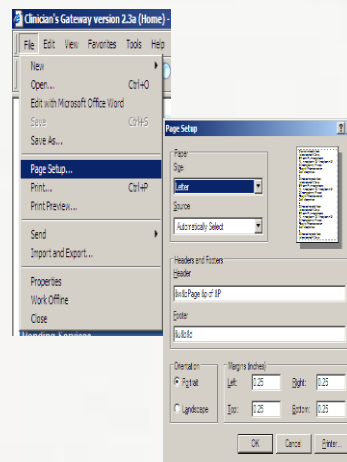 Clinician's Gateway version 2.3a (Home) -
File Edit View Favorites Tools Help
New
Open... Ctrl+O
Edit with Microsoft Office Word
Save Ctrl+S
Save As...
Page Setup...
Print... Ctrl+P
Print Preview...
Send
Import and Export...
Properties
Work Offline
Close
Page Setup
?
Paper
Size
Letter
Source
Automatically Select
Headers and Footers
Header
&w&bPage &p of &P
Footer
&u&b&d
Orientation
Portrait
Landscape
Margins (inches)
Left: 0.25 Right: 0.25
Top: 0.25 Bottom: 0.25
OK Cancel Printer...